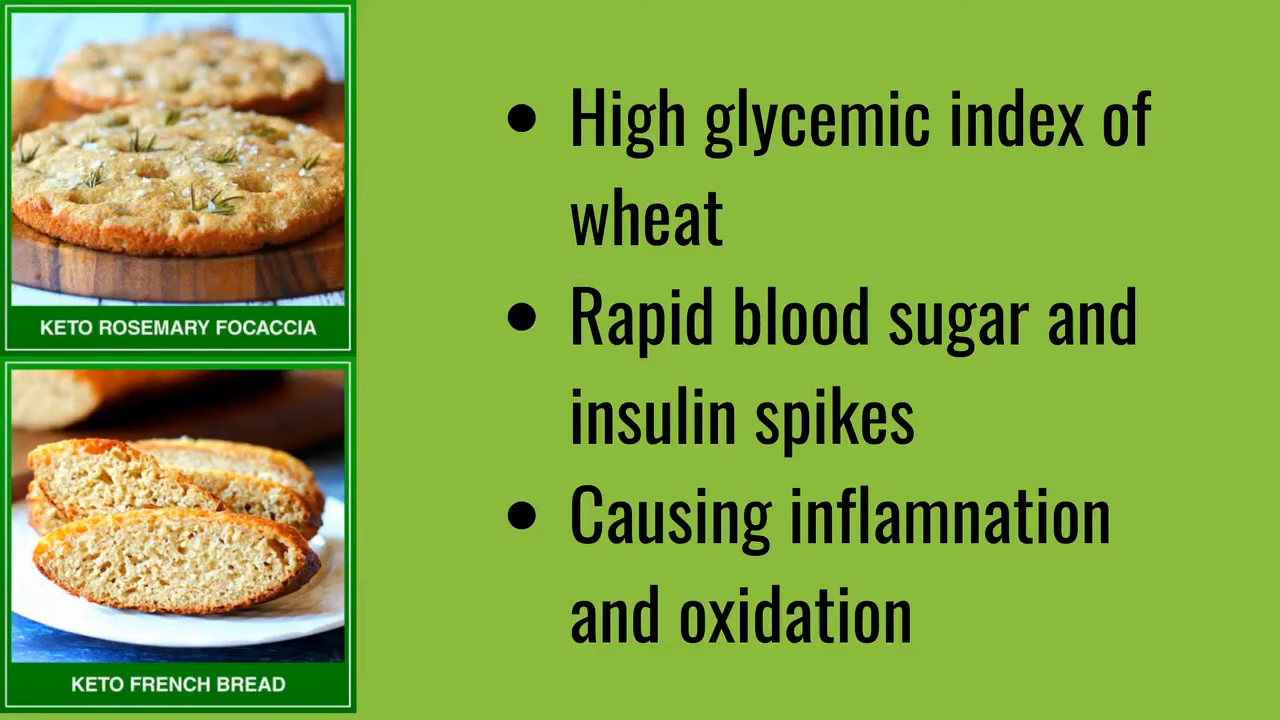 KETO ROSEMARY FOCACCIA
KETO FRENCH BREAD
• High glycemic index of
wheat
• Rapid blood sugar and
insulin spikes
• Causing inflamnation
and oxidation